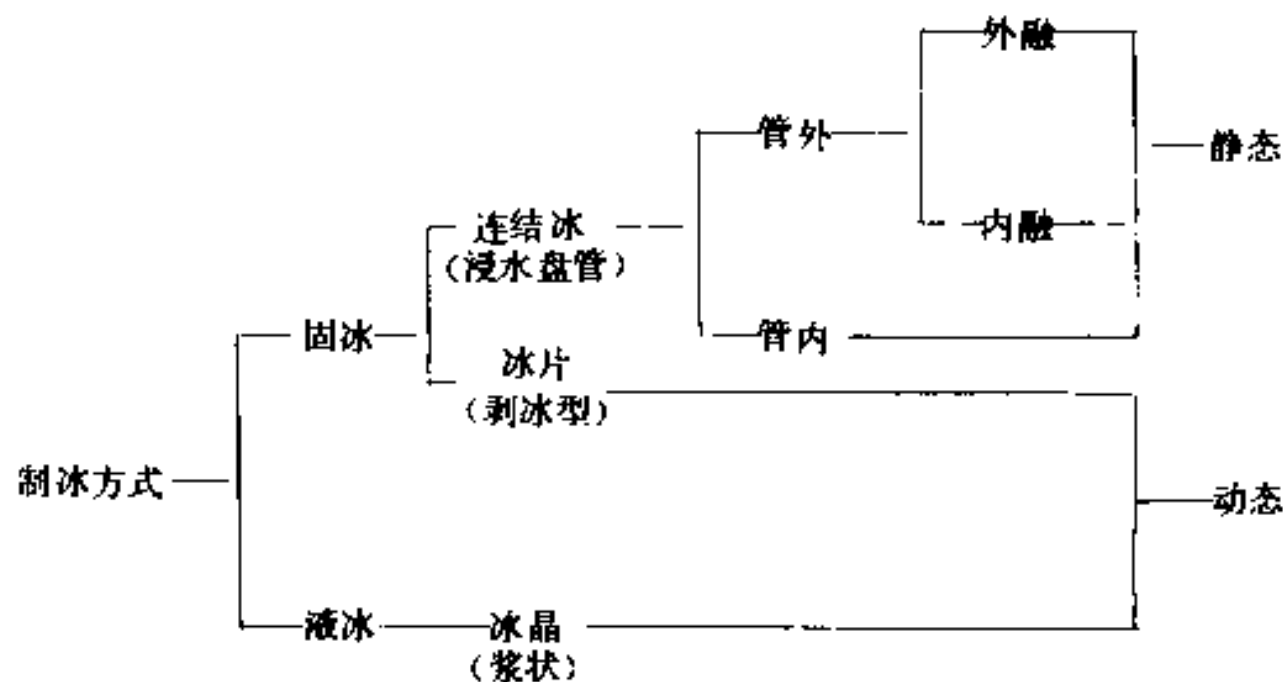 外融
管外
静态
连结冰
(浸水盘管)
内融
固冰
管内
冰片
(剥冰型)
制冰方式
动态
液冰
冰晶
(浆状)